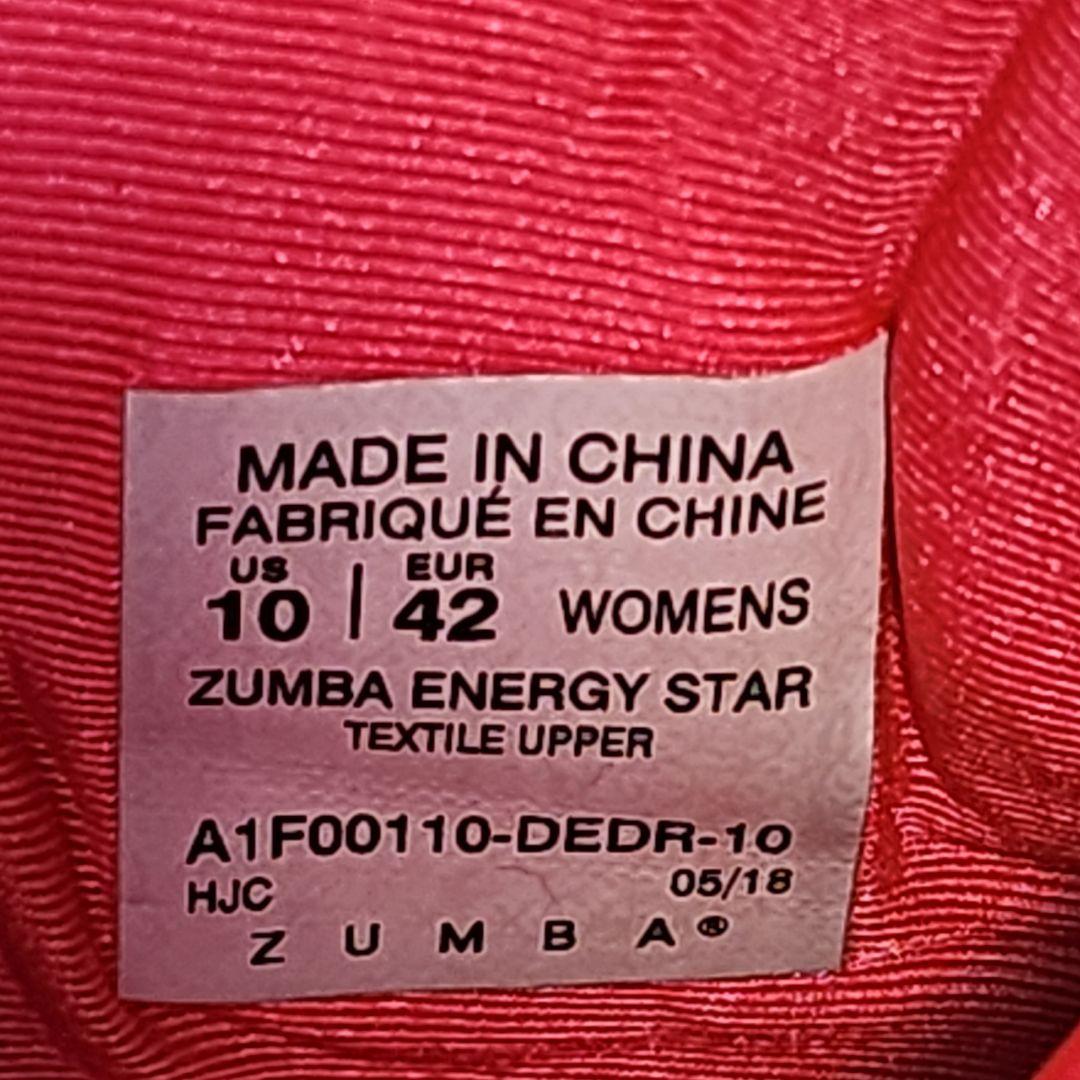 MADE IN CHINA
FABRIQUÉ EN CHINE
US | EUR
10 | 42 WOMENS
ZUMBA ENERGY STAR
TEXTILE UPPER
A1F00110-DEDR-10
HJC 05/18
ZUMBA®